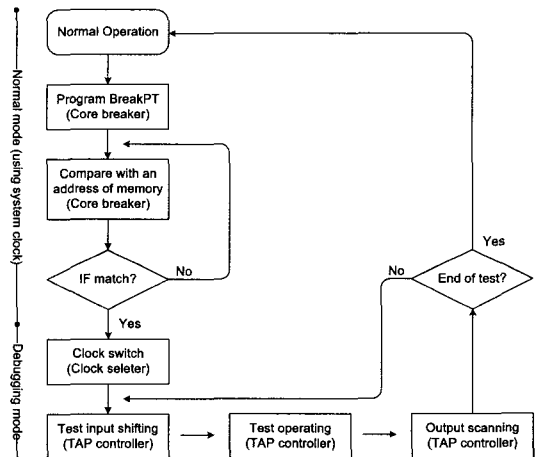 Normal Operation
Program BreakPT
(Core breaker)
Compare with an
address of memory
(Core breaker)
IF match?
No
Yes
Clock switch
(Clock seleter)
Test input shifting
(TAP controller)
Test operating
(TAP controller)
Output scanning
(TAP controller)
End of test?
No
Yes
Normal mode (using system clock)
Debugging mode